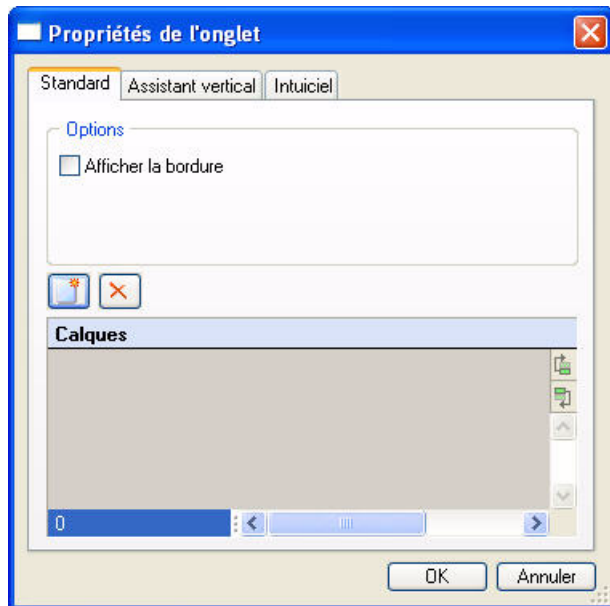 Propriétés de l'onglet
Standard Assistant vertical Intuiciel
Options
Afficher la bordure
Calques
0
OK Annuler